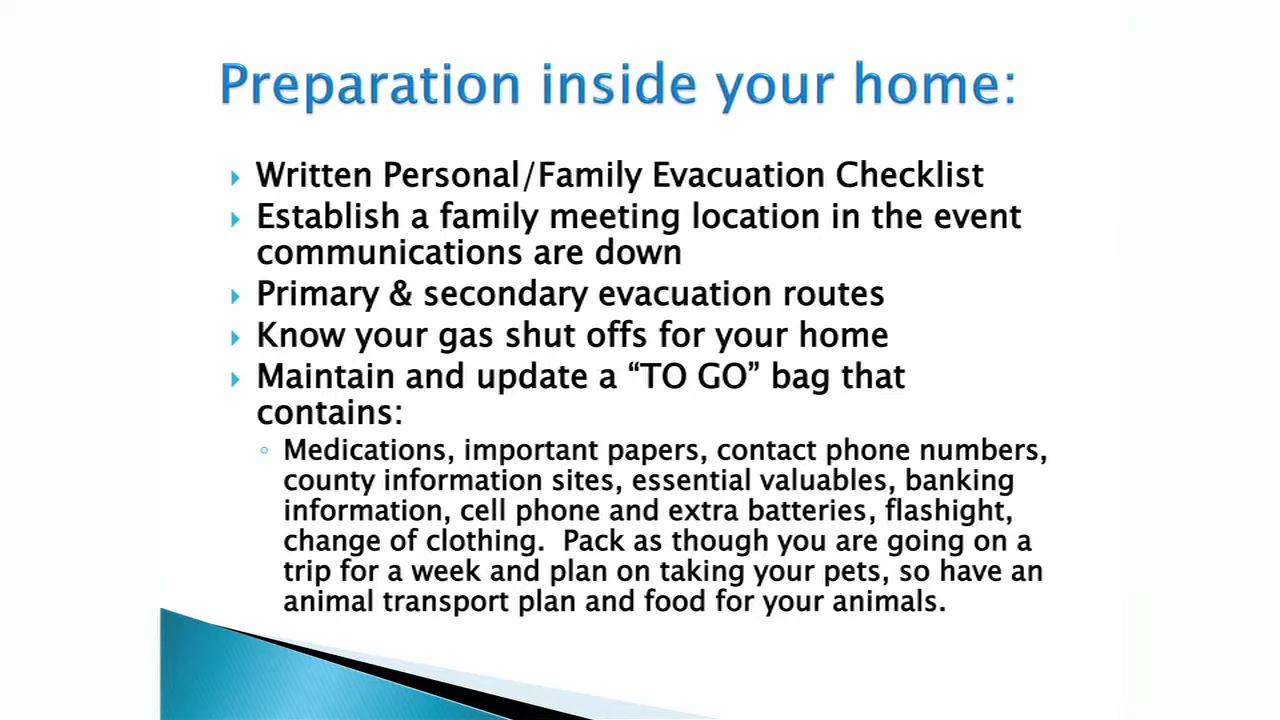 Preparation inside your home:
Written Personal/Family Evacuation Checklist
Establish a family meeting location in the event
communications are down
Primary & secondary evacuation routes
Know your gas shut offs for your home
Maintain and update a “TO GO” bag that
contains:
Medications, important papers, contact phone numbers,
county information sites, essential valuables, banking
information, cell phone and extra batteries, flashight,
change of clothing.  Pack as though you are going on a
trip for a week and plan on taking your pets, so have an
animal transport plan and food for your animals.